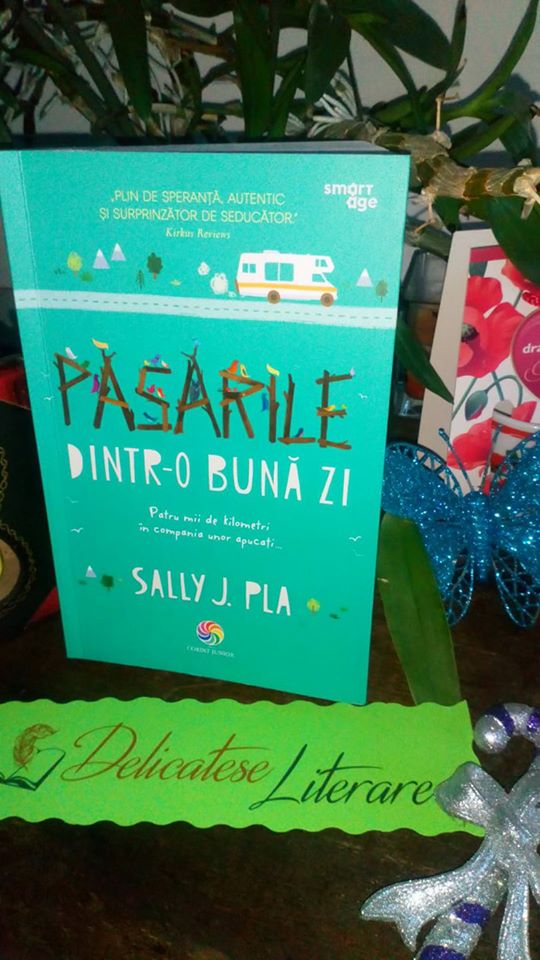 „PLIN DE SPERANȚĂ, AUTENTIC
ȘI SURPRINZĂTOR DE SEDUCĂTOR.”
Kirkus Reviews
smart
age
PĂSĂRILE
DINTR-O BUNĂ ZI
Patru mii de kilometri
în compania unor apucați...
SALLY J. PLA
CORINT JUNIOR
Delicatese Literare